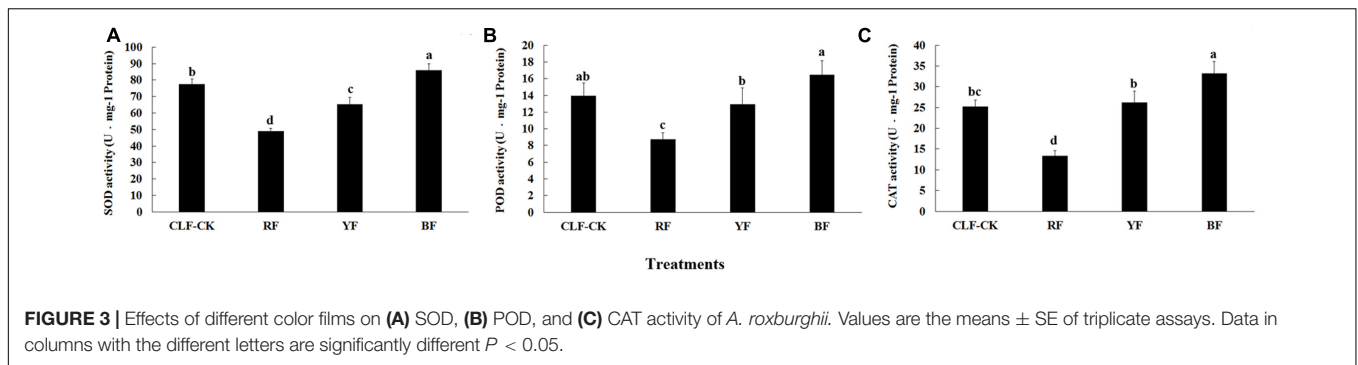 A
SOD activity (U · mg-1 Protein)
100
90
80
70
60
50
40
30
20
10
0
b
d
c
a
CLF-CK RF YF BF
B
POD activity (U · mg-1 Protein)
20
18
16
14
12
10
8
6
4
2
0
ab
c
b
a
CLF-CK RF YF BF
C
CAT activity (U · mg-1 Protein)
40
35
33
25
20
15
10
5
0
bc
d
b
a
CLF-CK RF YF BF
Treatments
FIGURE 3 | Effects of different color films on (A) SOD, (B) POD, and (C) CAT activity of A. roxburghii. Values are the means ± SE of triplicate assays. Data in
columns with the different letters are significantly different P < 0.05.